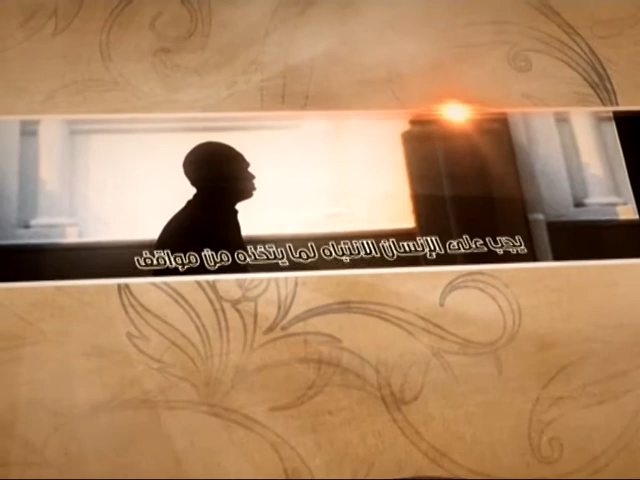 يجب على الإنسان الانتباه لما يتخذه من مواقف